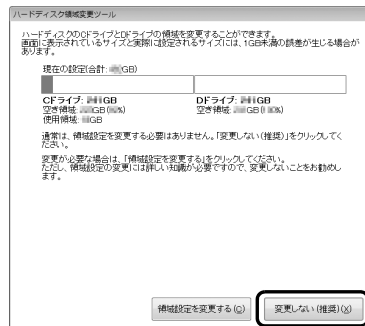 ハードディスク領域変更ツール
ハードディスクのCドライブとDドライブの領域を変更することができます。
画面に表示されているサイズと実際に設定されるサイズには、1GB未満の誤差が生じる場合が
あります。
現在の設定(合計: GB)
Cドライブ: GB
Dドライブ: GB
空き領域: GB( %)
空き領域: GB( %)
使用領域: GB
通常は、領域設定を変更する必要はありません。「変更しない(推奨)」をクリックしてく
ださい。
変更が必要な場合は、「領域設定を変更する」をクリックしてください。
ただし、領域設定の変更には詳しい知識が必要ですので、変更しないことをお勧めし
ます。
領域設定を変更する(C)
変更しない(推奨)(X)